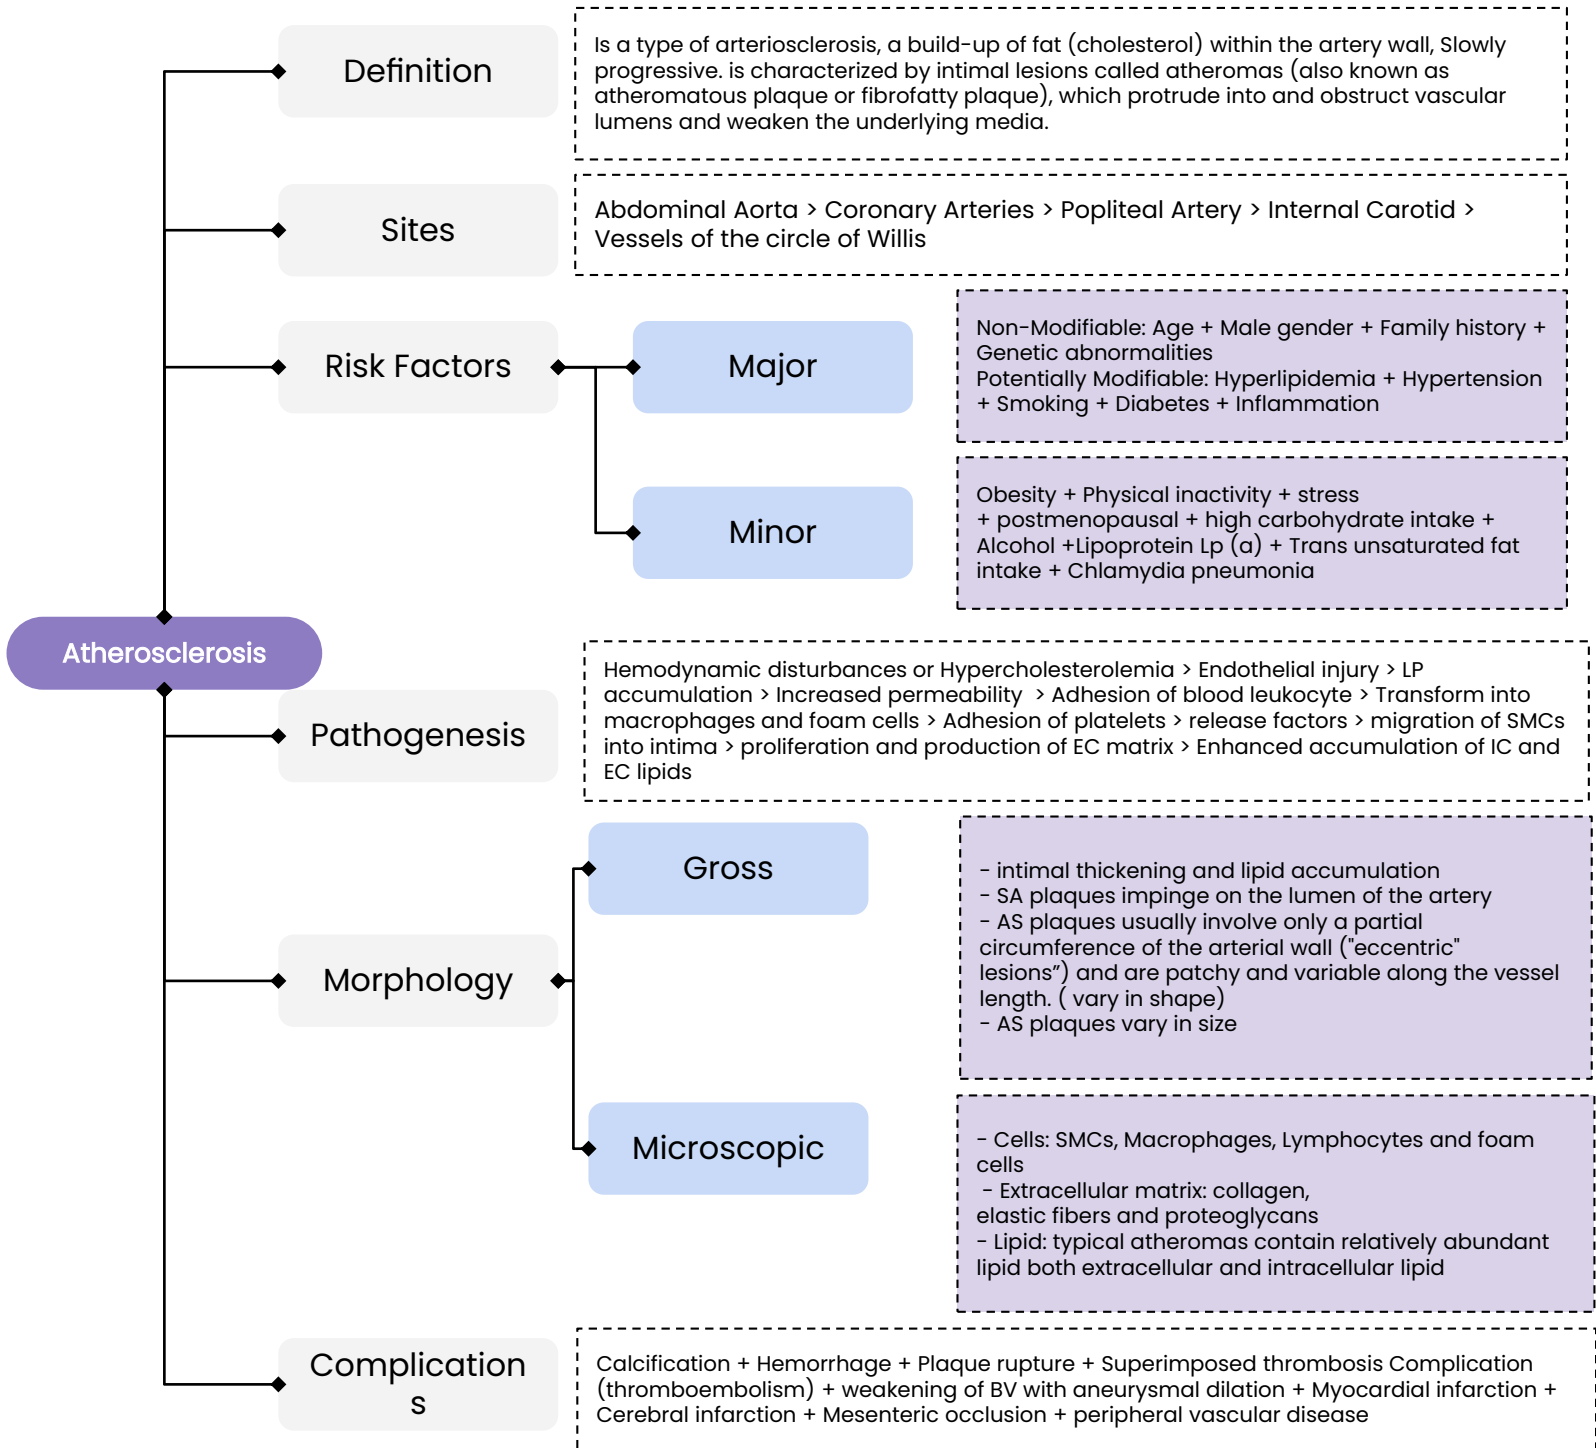 Definition
Is a type of arteriosclerosis, a build-up of fat (cholesterol) within the artery wall, Slowly
progressive. is characterized by intimal lesions called atheromas (also known as
atheromatous plaque or fibrofatty plaque), which protrude into and obstruct vascular
lumens and weaken the underlying media.
Sites
Abdominal Aorta > Coronary Arteries > Popliteal Artery > Internal Carotid >
Vessels of the circle of Willis
Risk Factors
Major
Non-Modifiable: Age + Male gender + Family history +
Genetic abnormalities
Potentially Modifiable: Hyperlipidemia + Hypertension
+ Smoking + Diabetes + Inflammation
Minor
Obesity + Physical inactivity + stress
+ postmenopausal + high carbohydrate intake +
Alcohol +Lipoprotein Lp (a) + Trans unsaturated fat
intake + Chlamydia pneumonia
Atherosclerosis
Pathogenesis
Hemodynamic disturbances or Hypercholesterolemia > Endothelial injury > LP
accumulation > Increased permeability  > Adhesion of blood leukocyte > Transform into
macrophages and foam cells > Adhesion of platelets > release factors > migration of SMCs
into intima > proliferation and production of EC matrix > Enhanced accumulation of IC and
EC lipids
Morphology
Gross
- intimal thickening and lipid accumulation
- SA plaques impinge on the lumen of the artery
- AS plaques usually involve only a partial
circumference of the arterial wall ("eccentric"
lesions”) and are patchy and variable along the vessel
length. ( vary in shape)
- AS plaques vary in size
Microscopic
- Cells: SMCs, Macrophages, Lymphocytes and foam
cells
- Extracellular matrix: collagen,
elastic fibers and proteoglycans
- Lipid: typical atheromas contain relatively abundant
lipid both extracellular and intracellular lipid
Complication
s
Calcification + Hemorrhage + Plaque rupture + Superimposed thrombosis Complication
(thromboembolism) + weakening of BV with aneurysmal dilation + Myocardial infarction +
Cerebral infarction + Mesenteric occlusion + peripheral vascular disease